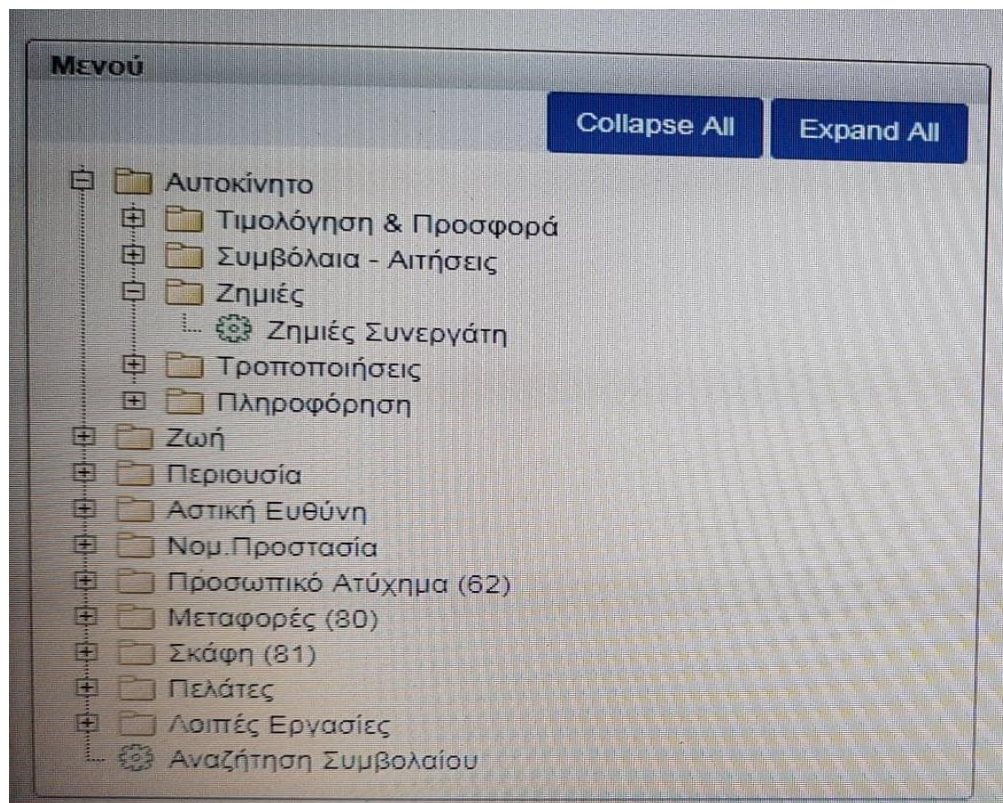 Μενού
Collapse All Expand All
Αυτοκίνητο
Τιμολόγηση & Προσφορά
Συμβόλαια - Αιτήσεις
Ζημιές
Ζημιές Συνεργάτη
Τροποποιήσεις
Πληροφόρηση
Ζωή
Περιουσία
Αστική Ευθύνη
Νομ.Προστασία
Προσωπικό Ατύχημα (62)
Μεταφορές (80)
Σκάφη (81)
Πελάτες
Λοιπές Εργασίες
Αναζήτηση Συμβολαίου